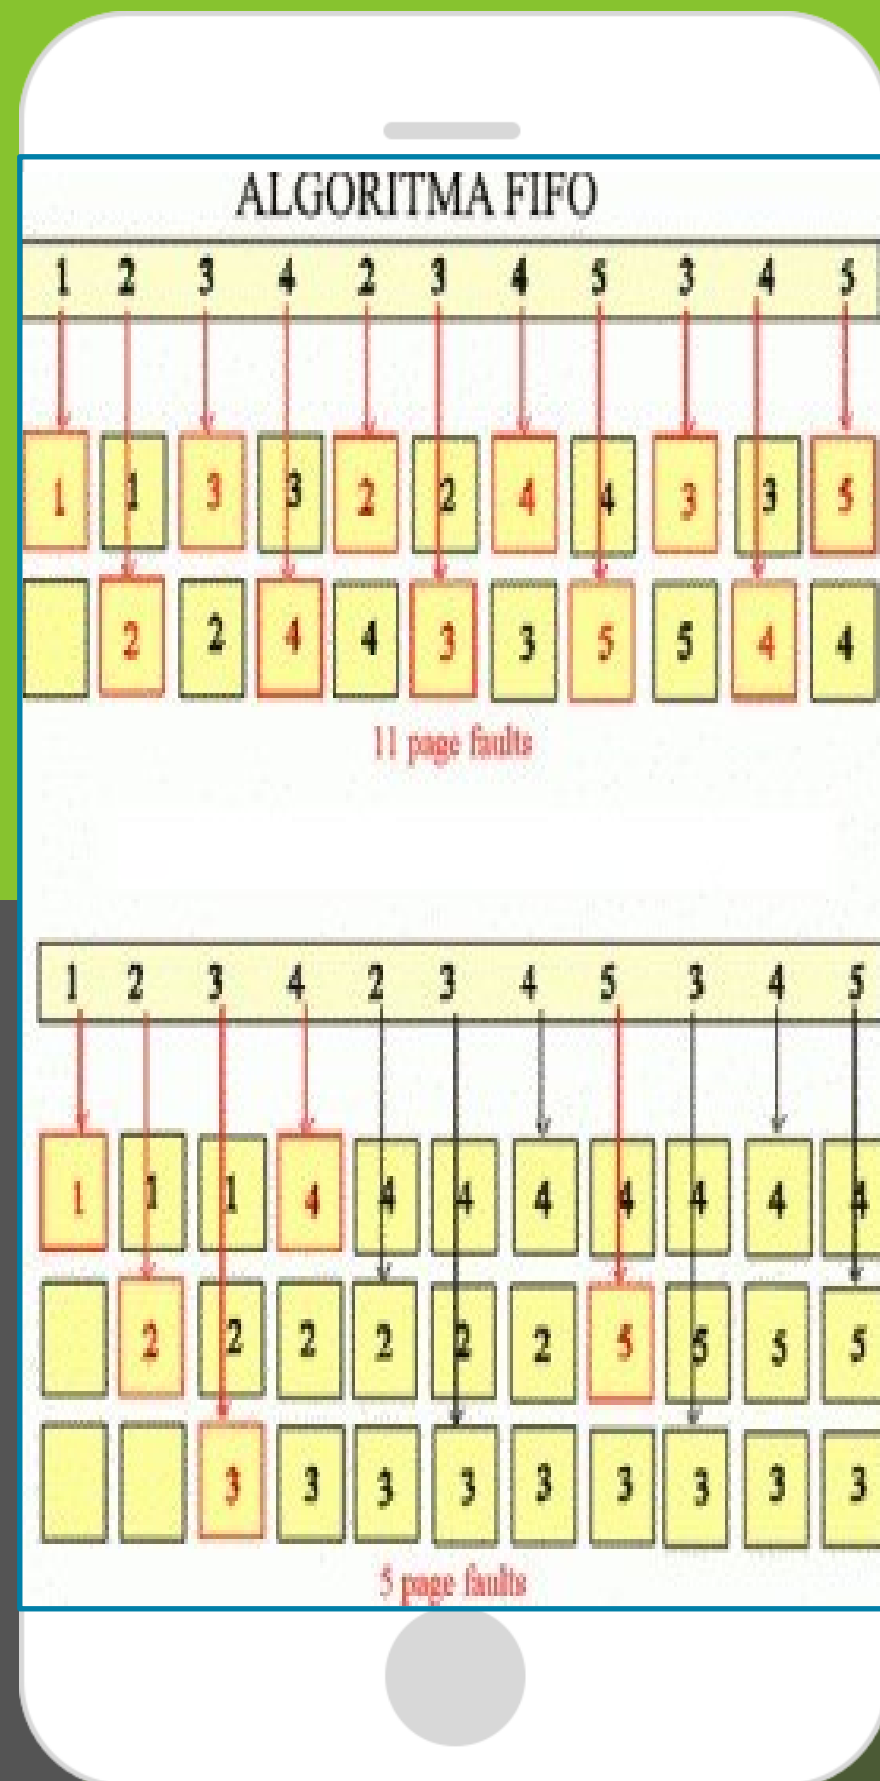 ALGORITMA FIFO
1 2 3 4 2 3 4 5 3 4 5
1 1 3 3 2 2 4 4 3 3 5
2 2 4 4 3 3 5 5 4 4
11 page faults
1 2 3 4 2 3 4 5 3 4 5
1 1 1 4 4 4 4 4 4 4 4
2 2 2 2 2 2 5 5 5 5
3 3 3 3 3 3 3 3 3
5 page faults